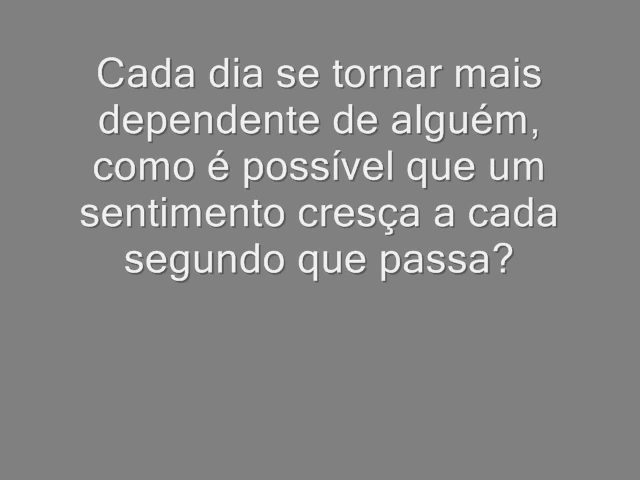 Cada dia se tornar mais
dependente de alguém,
como é possível que um
sentimento cresça a cada
segundo que passa?